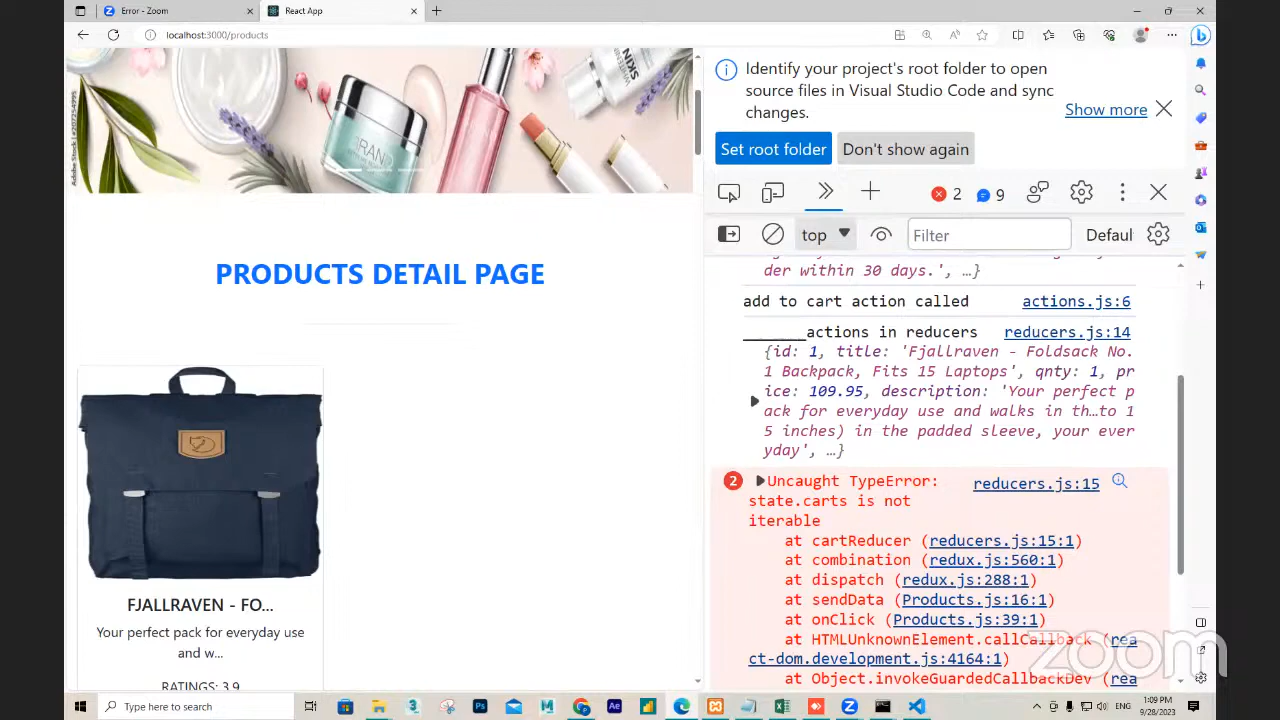 Error - Zoom
React App
localhost:3000/products
Adobe Stock | #207254995
BRAND
SKIN
PRODUCTS DETAIL PAGE
FJALLRAVEN - FO...
Your perfect pack for everyday use
and w...
RATINGS: 3.9
Identify your project's root folder to open
source files in Visual Studio Code and sync
changes.
Show more
Set root folder
Don't show again
2
9
top
Filter
Defaul
der within 30 days.', …}
add to cart action called actions.js:6
______actions in reducers reducers.js:14
{id: 1, title: 'Fjallraven - Foldsack No.
1 Backpack, Fits 15 Laptops', qnty: 1, pr
ice: 109.95, description: 'Your perfect p
ack for everyday use and walks in th…to 1
5 inches) in the padded sleeve, your ever
yday', …}
2 Uncaught TypeError: reducers.js:15
state.carts is not
iterable
at cartReducer (reducers.js:15:1)
at combination (redux.js:560:1)
at dispatch (redux.js:288:1)
at sendData (Products.js:16:1)
at onClick (Products.js:39:1)
at HTMLUnknownElement.callCallback (rea
ct-dom.development.js:4164:1)
at Object.invokeGuardedCallbackDev (rea
zoom
Type here to search
ENG
1:09 PM
9/28/2023